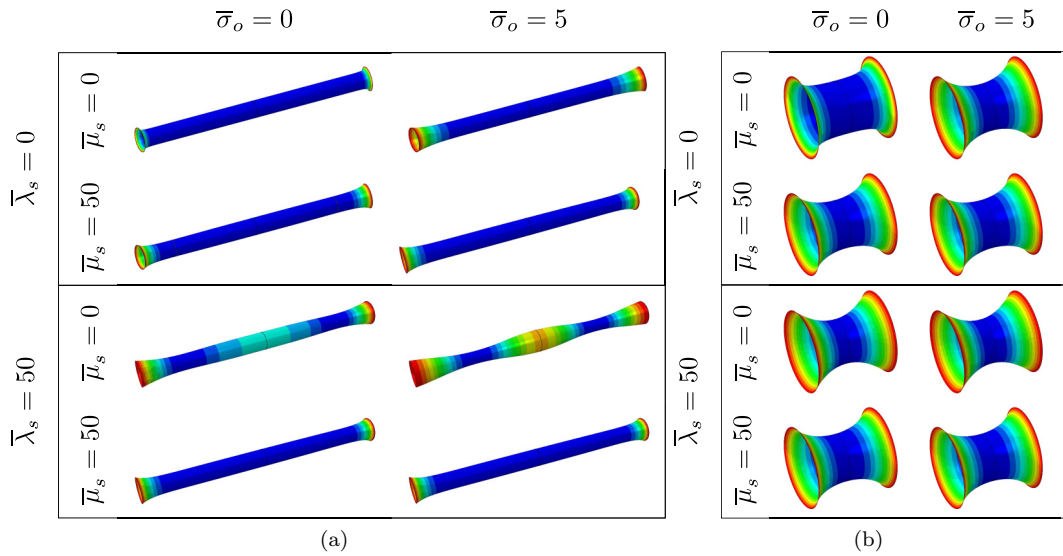 σ̅ₒ = 0
σ̅ₒ = 5
σ̅ₒ = 0
σ̅ₒ = 5
λ̅ₛ = 0
μ̅ₛ = 0
μ̅ₛ = 50
λ̅ₛ = 50
μ̅ₛ = 0
μ̅ₛ = 50
λ̅ₛ = 0
μ̅ₛ = 0
μ̅ₛ = 50
λ̅ₛ = 50
μ̅ₛ = 0
μ̅ₛ = 50
(a)
(b)